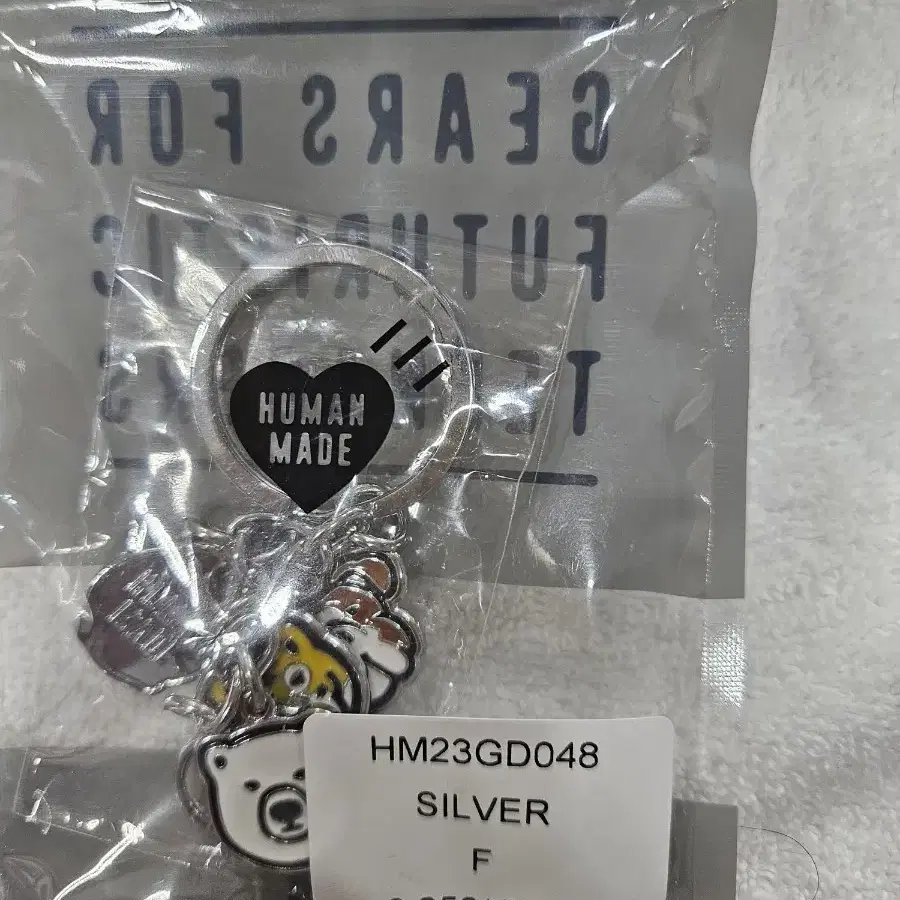 GEARS FOR
FUTURISTIC
HUMAN
MADE
HM23GD048
SILVER
F